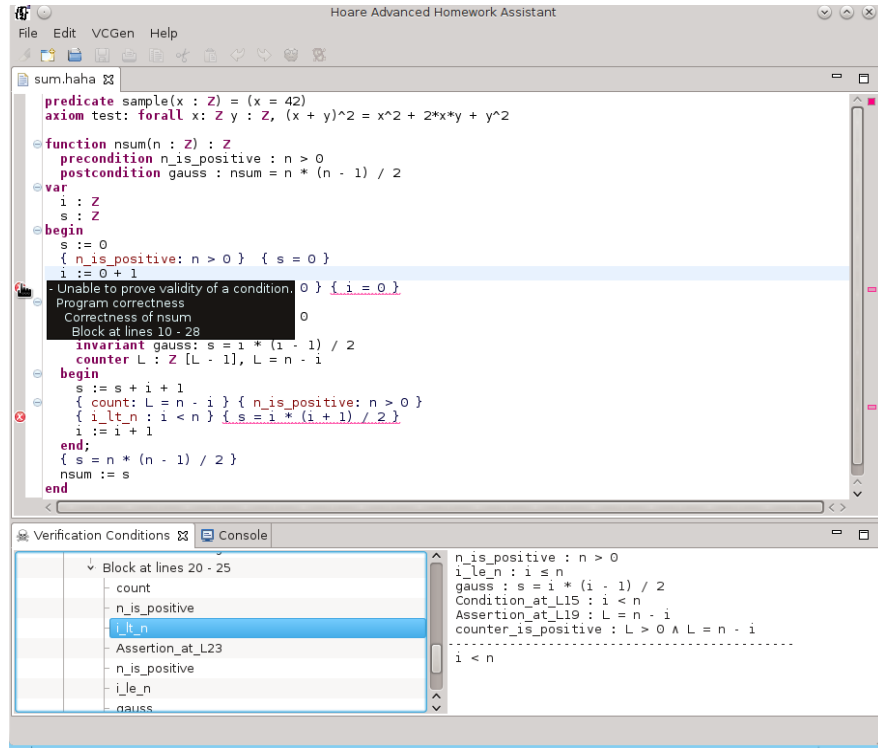 Hoare Advanced Homework Assistant
File Edit VCGen Help
sum.haha
predicate sample(x : Z) = (x = 42)
axiom test: forall x: Z y : Z, (x + y)^2 = x^2 + 2*x*y + y^2
function nsum(n : Z) : Z
precondition n_is_positive : n > 0
postcondition gauss : nsum = n * (n - 1) / 2
var
i : Z
s : Z
begin
s := 0
{ n_is_positive: n > 0 } { s = 0 }
i := 0 + 1
- Unable to prove validity of a condition. 0 } { i = 0 }
Program correctness
Correctness of nsum 0
Block at lines 10 - 28
invariant gauss: s = i * (i - 1) / 2
counter L : Z [L - 1], L = n - i
begin
s := s + i + 1
{ count: L = n - i } { n_is_positive: n > 0 }
{ i_lt_n : i < n } { s = i * (i + 1) / 2 }
i := i + 1
end;
{ s = n * (n - 1) / 2 }
nsum := s
end
Verification Conditions Console
Block at lines 20 - 25
count
n_is_positive
i_lt_n
Assertion_at_L23
n_is_positive
i_le_n
gauss
n_is_positive : n > 0
i_le_n : i ≤ n
gauss : s = i * (i - 1) / 2
Condition_at_L15 : i < n
Assertion_at_L19 : L = n - i
counter_is_positive : L > 0 ∧ L = n - i
--------------------------------------------
i < n